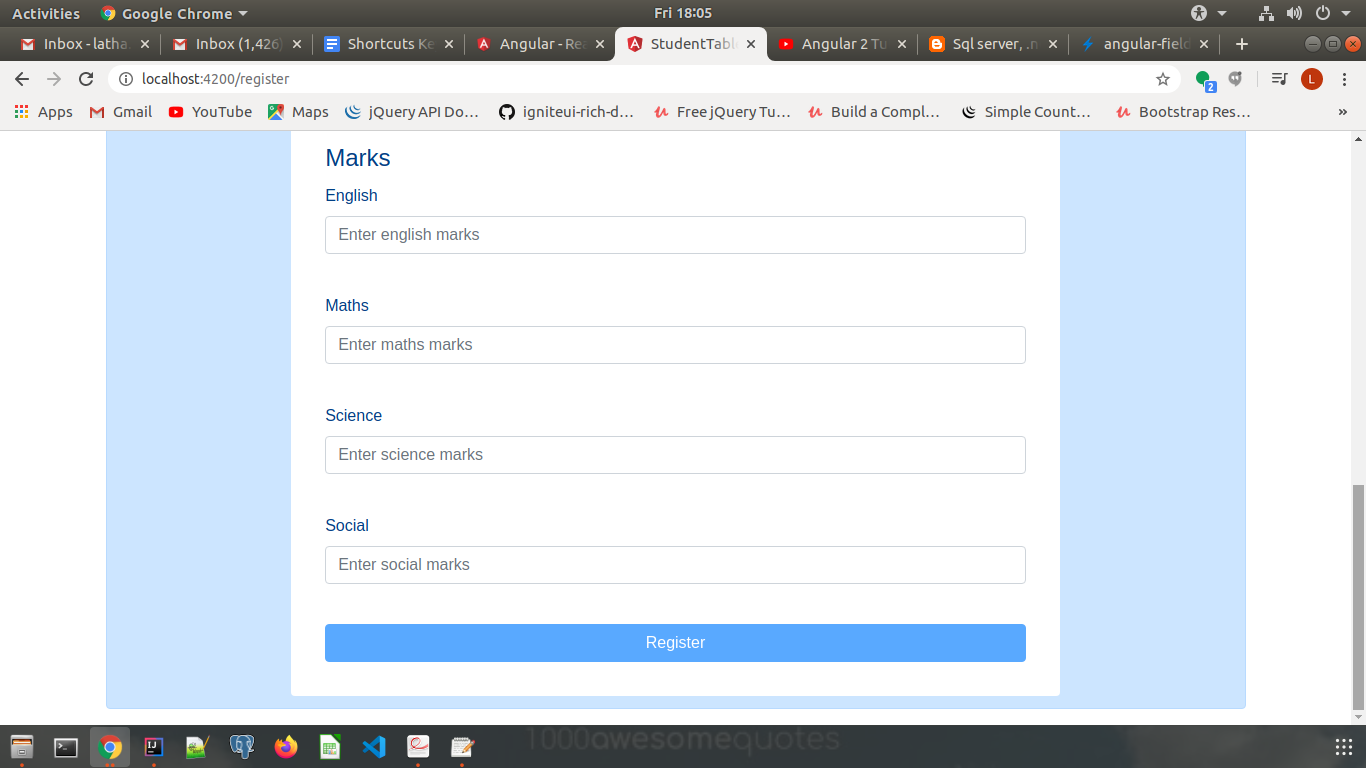 Activities Google Chrome Fri 18:05
Inbox - latha Inbox (1,426) Shortcuts Ke Angular - Rea StudentTabl Angular 2 Tu Sql server, .n angular-field
localhost:4200/register 2 L
Apps Gmail YouTube Maps jQuery API Do... igniteui-rich-d... Free jQuery Tu... Build a Compl... Simple Count... Bootstrap Res... »
Marks
English
Enter english marks
Maths
Enter maths marks
Science
Enter science marks
Social
Enter social marks
Register
1000awesomequotes